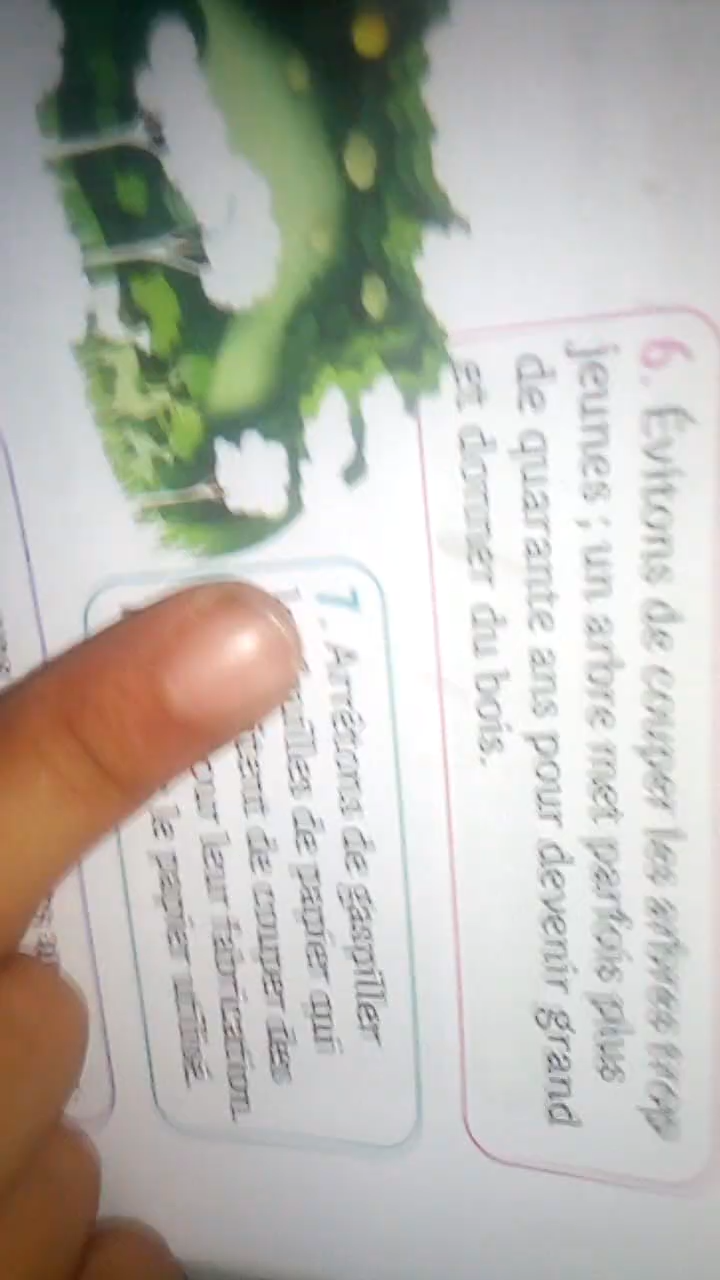 6. Évitons de couper les arbres trop
jeunes ; un arbre met parfois plus
de quarante ans pour devenir grand
et donner du bois.
7. Arrêtons de gaspiller
de papier qui
de couper des
leur fabrication.
le papier utilisé.